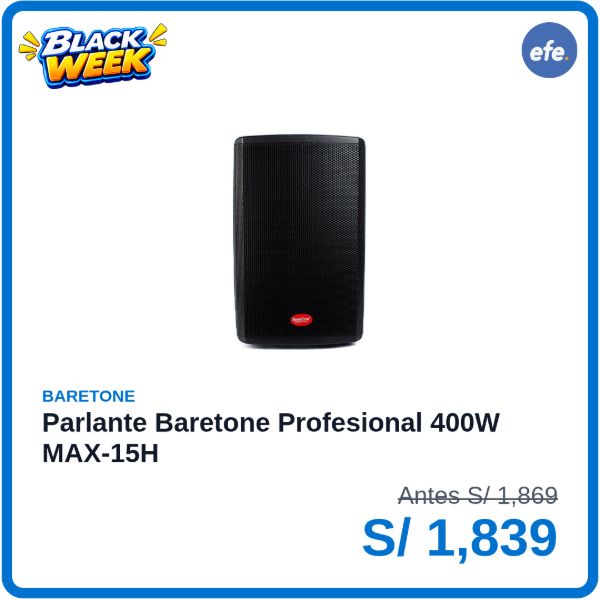 BLACK
WEEK
efe.
BARETONE
Parlante Baretone Profesional 400W
MAX-15H
Antes S/ 1,869
S/ 1,839